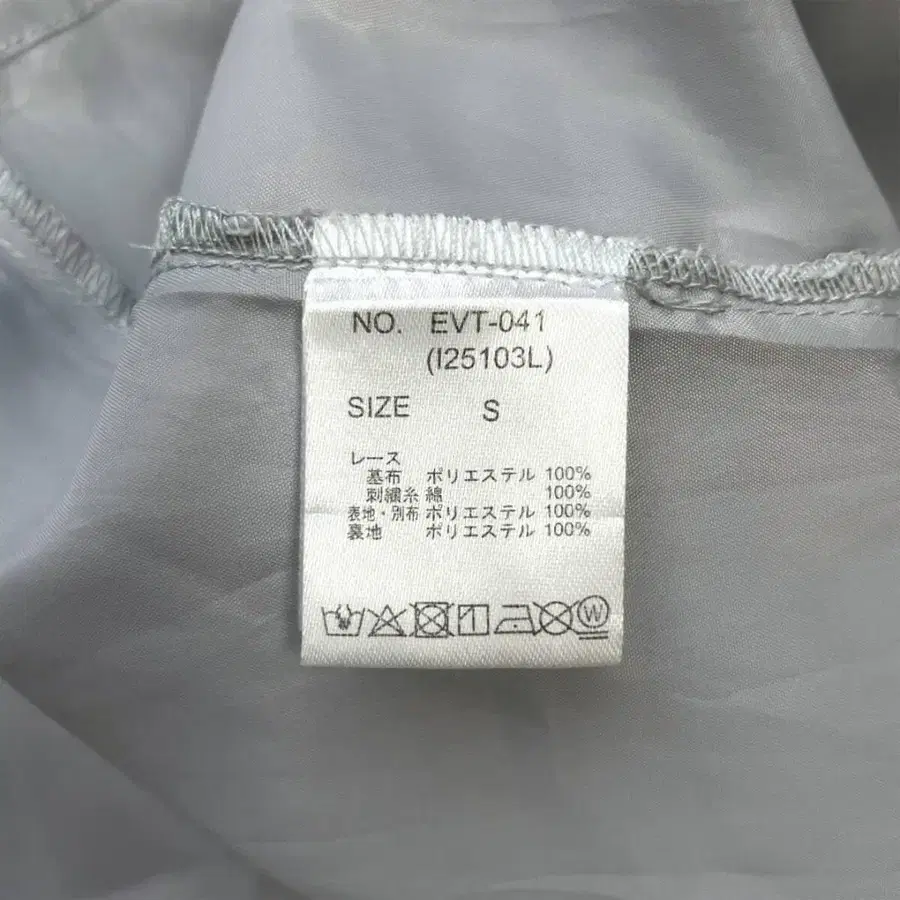 NO. EVT-041
(I25103L)
SIZE S
レース
基布 ポリエステル 100%
刺繍糸 綿 100%
表地・別布 ポリエステル 100%
裏地 ポリエステル 100%
W